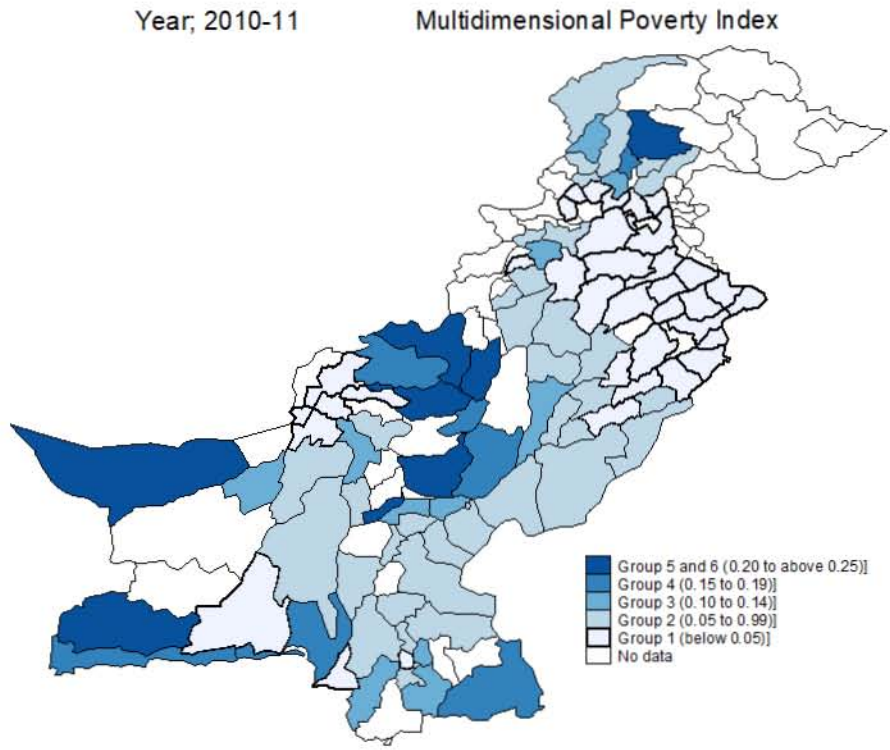 Year; 2010-11 Multidimensional Poverty Index
Group 5 and 6 (0.20 to above 0.25)]
Group 4 (0.15 to 0.19)]
Group 3 (0.10 to 0.14)]
Group 2 (0.05 to 0.99)]
Group 1 (below 0.05)]
No data